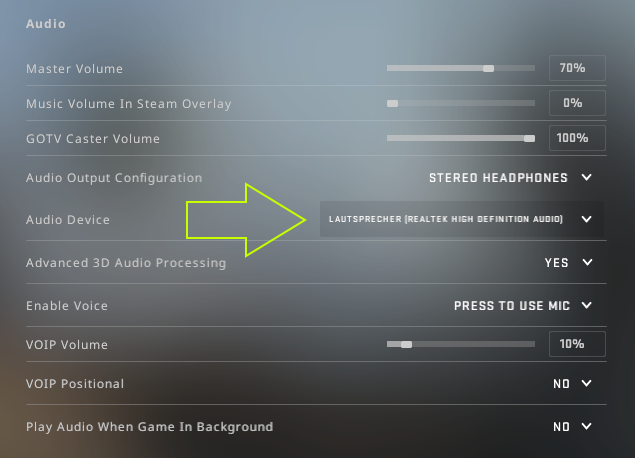 Audio
Master Volume 70%
Music Volume In Steam Overlay 0%
GOTV Caster Volume 100%
Audio Output Configuration STEREO HEADPHONES
Audio Device LAUTSPRECHER (REALTEK HIGH DEFINITION AUDIO)
Advanced 3D Audio Processing YES
Enable Voice PRESS TO USE MIC
VOIP Volume 10%
VOIP Positional NO
Play Audio When Game In Background NO